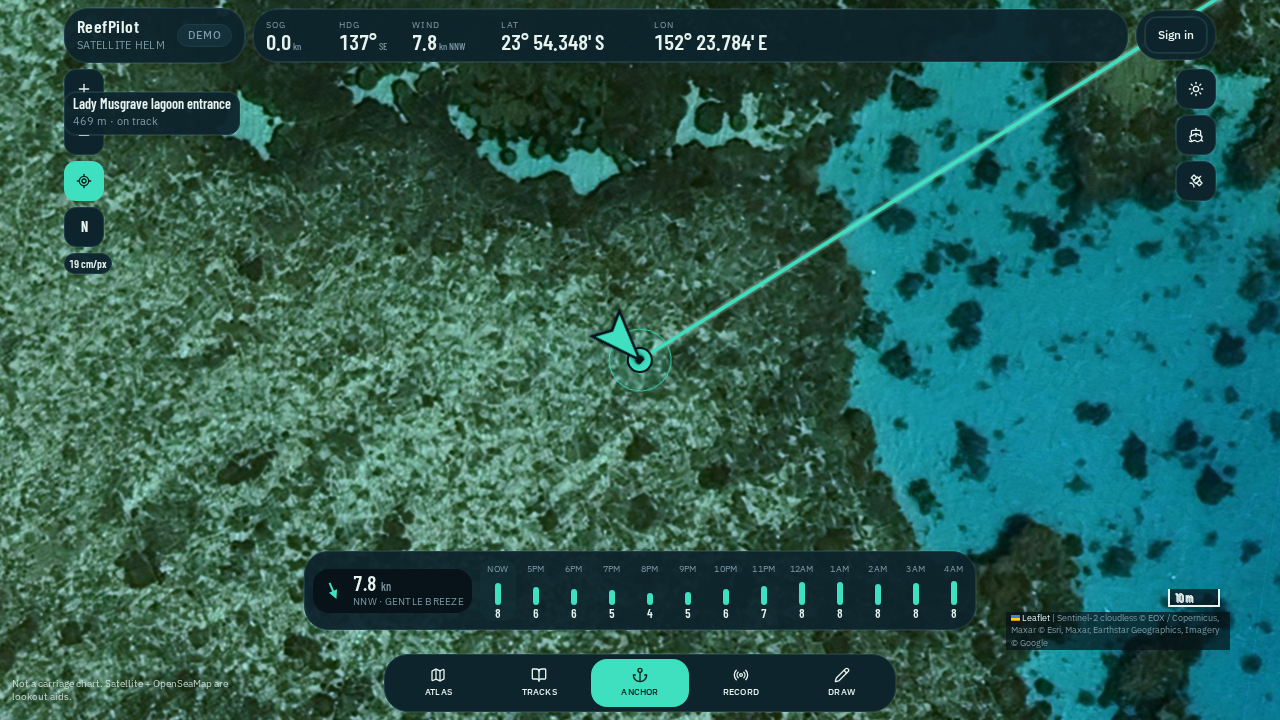 ReefPilot
SATELLITE HELM
DEMO
SOG
0.0 kn
HDG
137° SE
WIND
7.8 kn NNW
LAT
23° 54.348' S
LON
152° 23.784' E
Sign in
+
Lady Musgrave lagoon entrance
469 m · on track
N
19 cm/px
7.8 kn
NNW · GENTLE BREEZE
NOW 5PM 6PM 7PM 8PM 9PM 10PM 11PM 12AM 1AM 2AM 3AM 4AM
8 6 6 5 4 5 6 7 8 8 8 8 8
10 m
Leaflet | Sentinel-2 cloudless © EOX / Copernicus,
Maxar © Esri, Maxar, Earthstar Geographics, Imagery
© Google
ATLAS TRACKS ANCHOR RECORD DRAW
Not a carriage chart. Satellite + OpenSeaMap are
lookout aids.